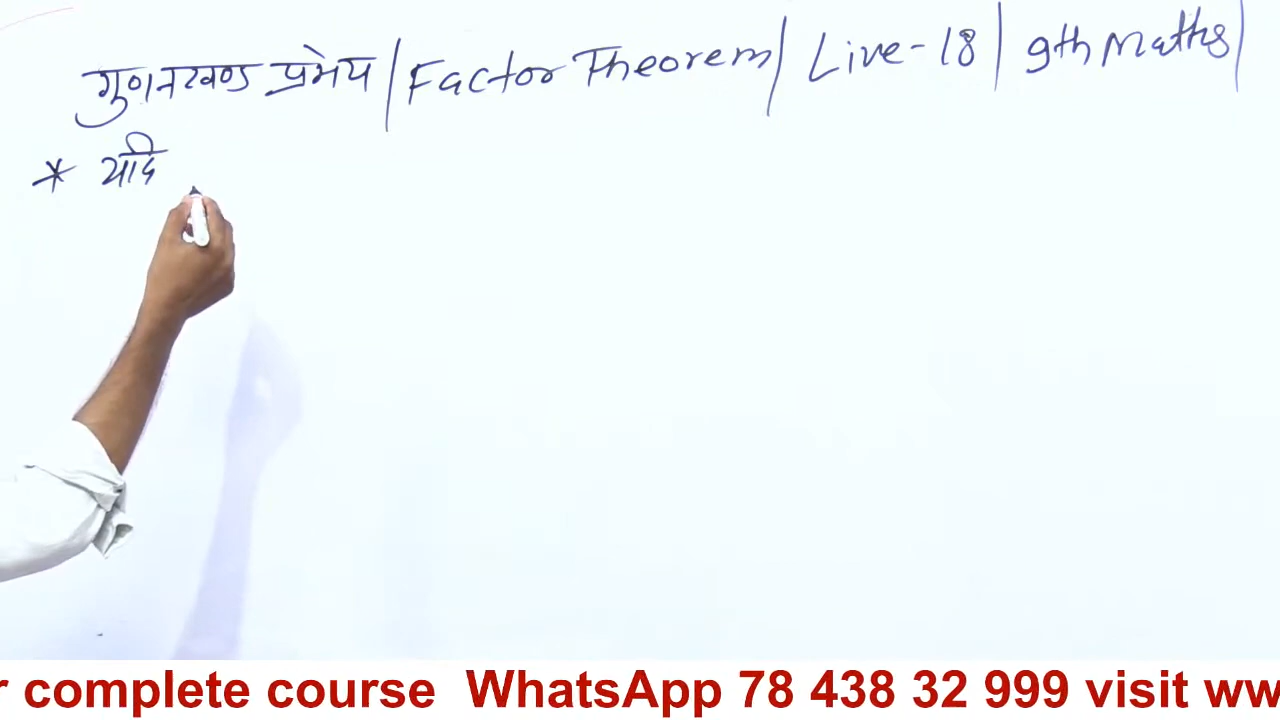 गुणनखण्ड प्रमेय / Factor Theorem / Live-18 | 9th Maths |
* यदि
r complete course WhatsApp 78 438 32 999 visit ww